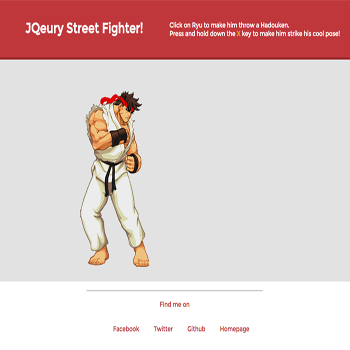 JQeury Street Fighter!
Click on Ryu to make him throw a Hadouken.
Press and hold down the X key to make him strike his cool pose!
Find me on
Facebook Twitter Github Homepage